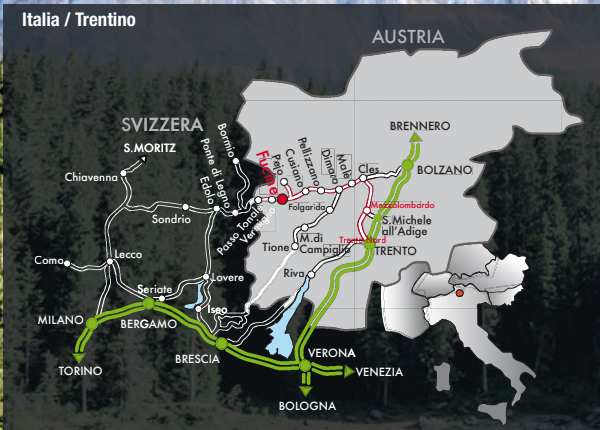 Italia / Trentino
AUSTRIA
BRENNERO
SVIZZERA
S.MORITZ
Bormio
Ponte di Legno
Edolo
Fucine
Pejo
Cusiano
Pellizzano
Dimaro
Malè
Cles
BOLZANO
Chiavenna
Sondrio
Passo Tonale
Vermiglio
Folgarida
Mezzolombardo
S.Michele
all'Adige
Tione
M.di
Campiglio
Trento Nord
TRENTO
Como
Lecco
Lovere
Riva
Seriate
Iseo
MILANO
BERGAMO
BRESCIA
VERONA
TORINO
VENEZIA
BOLOGNA